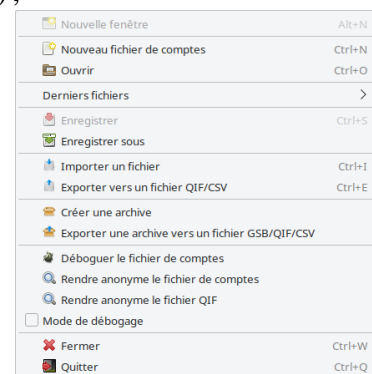 Nouvelle fenêtre Alt+N
Nouveau fichier de comptes Ctrl+N
Ouvrir Ctrl+O
Derniers fichiers >
Enregistrer Ctrl+S
Enregistrer sous
Importer un fichier Ctrl+I
Exporter vers un fichier QIF/CSV Ctrl+E
Créer une archive
Exporter une archive vers un fichier GSB/QIF/CSV
Déboguer le fichier de comptes
Rendre anonyme le fichier de comptes
Rendre anonyme le fichier QIF
Mode de débogage
Fermer Ctrl+W
Quitter Ctrl+Q